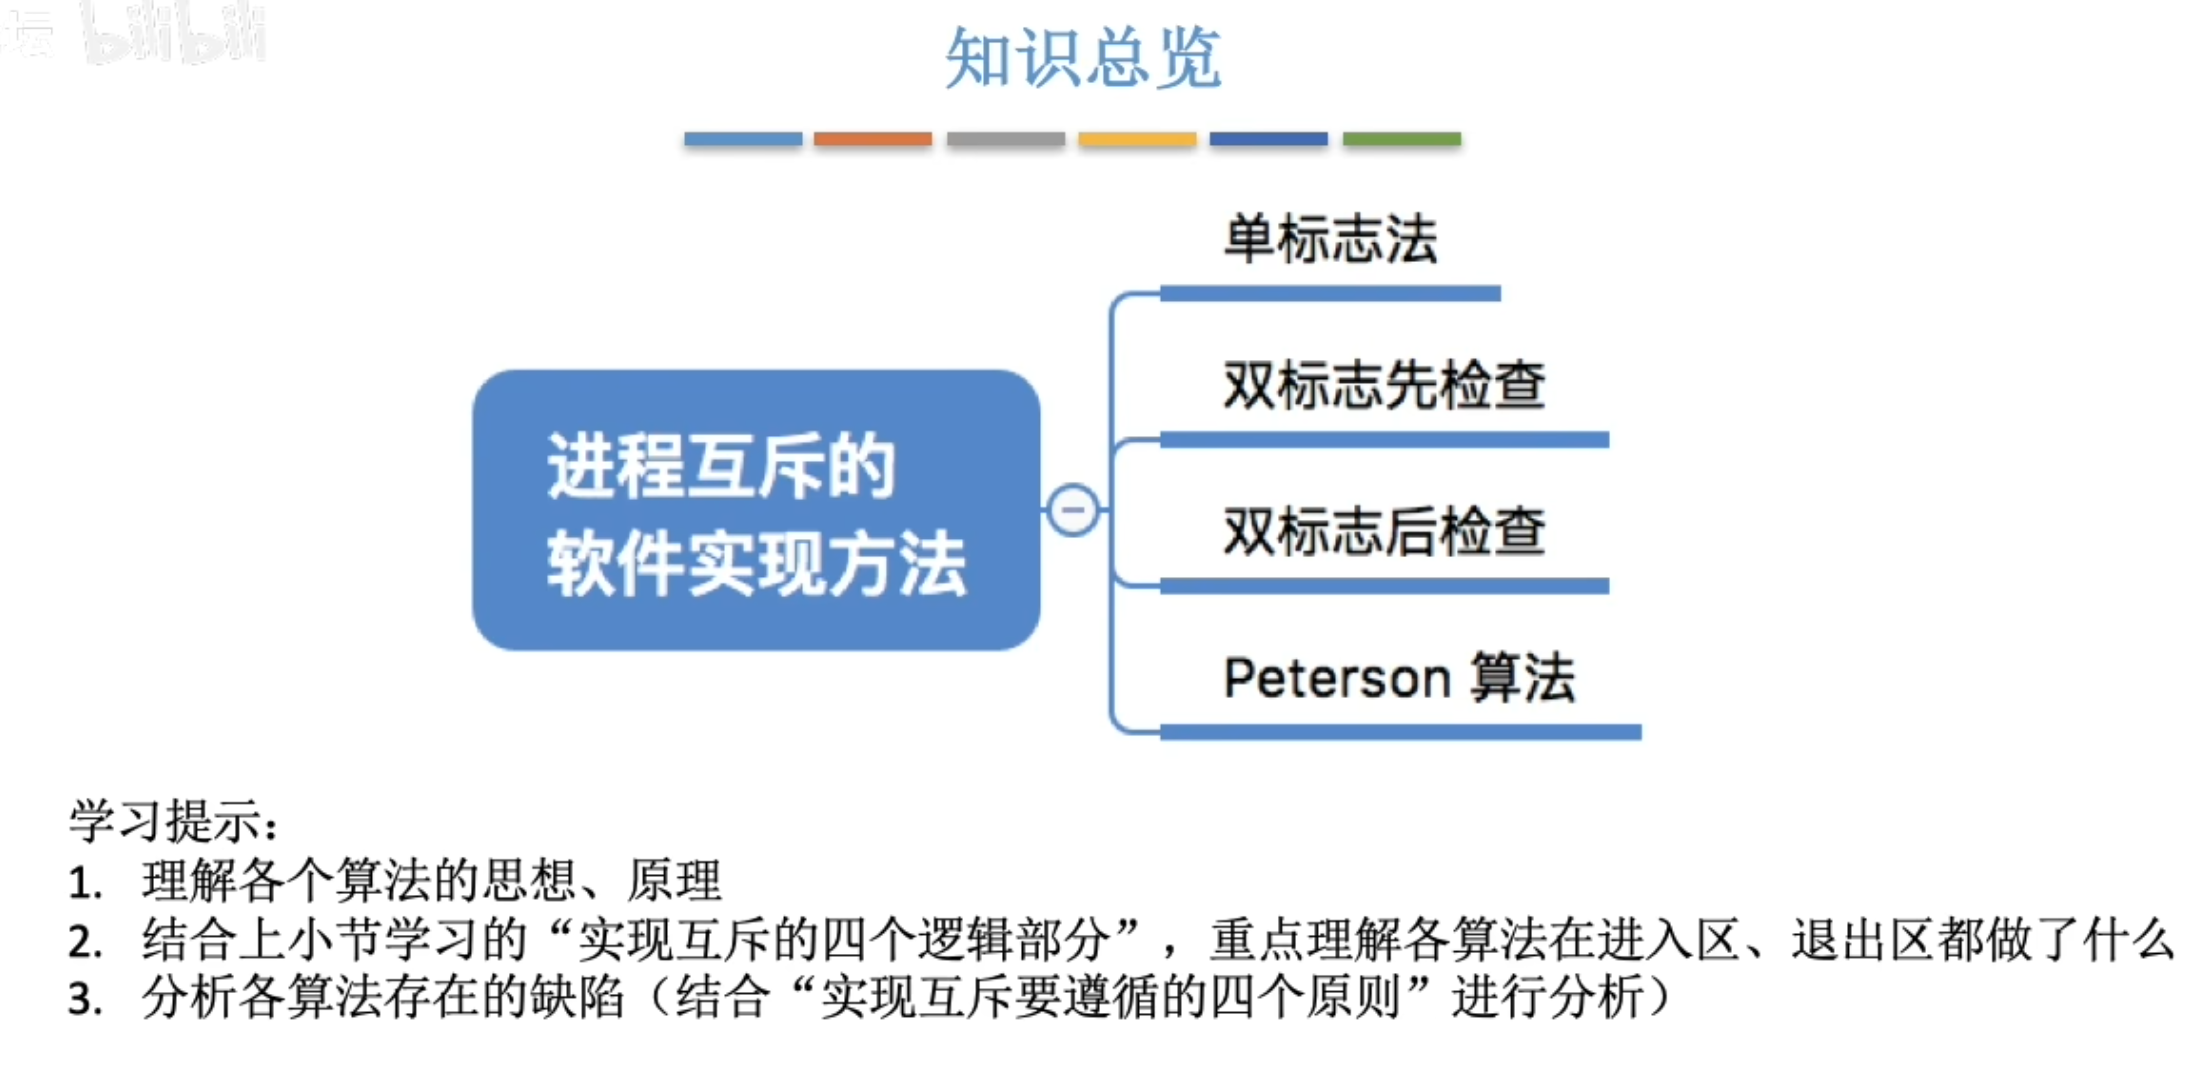 坛 bilibili
知识总览
单标志法
双标志先检查
进程互斥的
软件实现方法
双标志后检查
Peterson 算法
学习提示：
1. 理解各个算法的思想、原理
2. 结合上小节学习的“实现互斥的四个逻辑部分”，重点理解各算法在进入区、退出区都做了什么
3. 分析各算法存在的缺陷（结合“实现互斥要遵循的四个原则”进行分析）